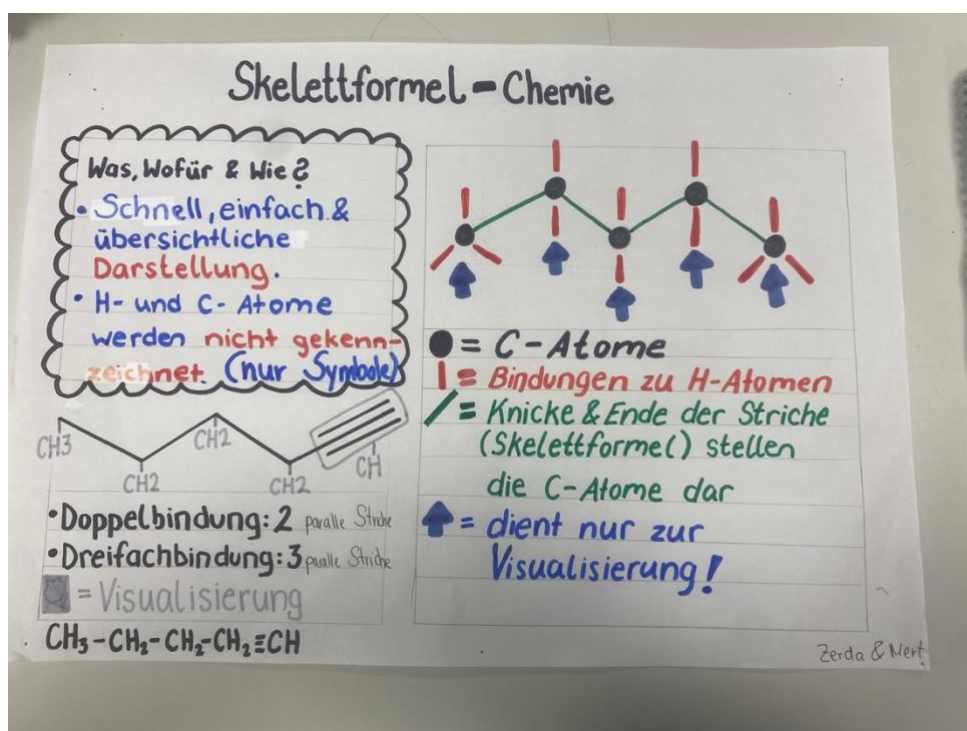 Skelettformel - Chemie
Was, Wofür & Wie?
• Schnell, einfach &
übersichtliche
Darstellung.
• H- und C- Atome
werden nicht gekenn-
zeichnet. (nur Symbole)
CH3
CH2
CH2
CH2
CH
• Doppelbindung: 2 paralle Striche
• Dreifachbindung: 3 paralle Striche
= Visualisierung
CH₃-CH₂-CH₂-CH₂≡CH
= C-Atome
= Bindungen zu H-Atomen
= Knicke & Ende der Striche
(Skelettformel) stellen
die C-Atome dar
= dient nur zur
Visualisierung!
Zerda & Mert